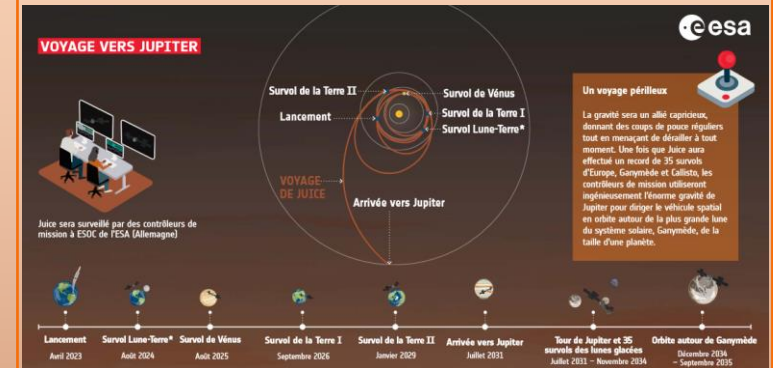 esa
VOYAGE VERS JUPITER
Survol de la Terre II
Survol de Vénus
Lancement
Survol de la Terre I
Survol Lune-Terre*
VOYAGE
DE JUICE
Arrivée vers Jupiter
Juice sera surveillé par des contrôleurs de
mission à ESOC de l'ESA (Allemagne)
Un voyage périlleux
La gravité sera un allié capricieux,
donnant des coups de pouce réguliers
tout en menaçant de dérailler à tout
moment. Une fois que Juice aura
effectué un record de 35 survols
d'Europe, Ganymède et Callisto, les
contrôleurs de mission utiliseront
ingénieusement l'énorme gravité de
Jupiter pour diriger le véhicule spatial
en orbite autour de la plus grande lune
du système solaire, Ganymède, de la
taille d'une planète.
Lancement
Avril 2023
Survol Lune-Terre*
Août 2024
Survol de Vénus
Août 2025
Survol de la Terre I
Septembre 2026
Survol de la Terre II
Janvier 2029
Arrivée vers Jupiter
Juillet 2031
Tour de Jupiter et 35
survols des lunes glacées
Juillet 2031 – Novembre 2034
Orbite autour de Ganymède
Décembre 2034
– Septembre 2035